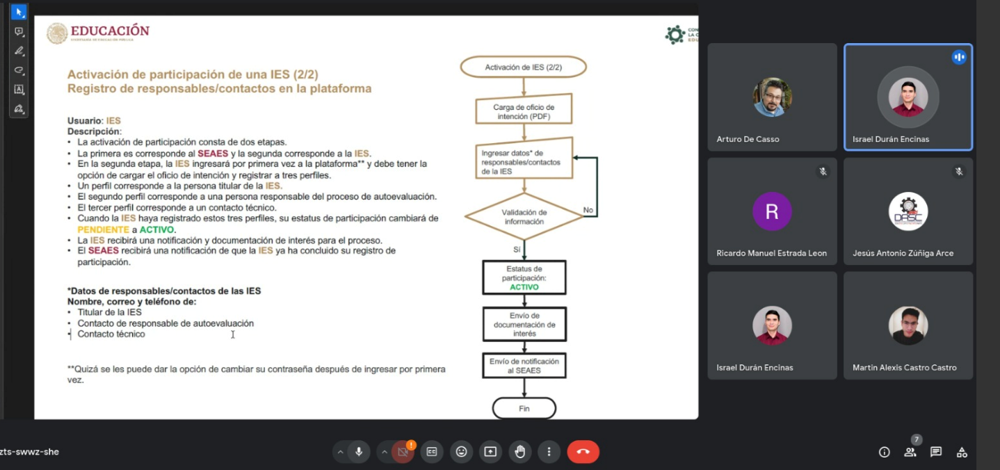 EDUCACIÓN
SECRETARÍA DE EDUCACIÓN PÚBLICA
Activación de participación de una IES (2/2)
Registro de responsables/contactos en la plataforma
Usuario: IES
Descripción:
• La activación de participación consta de dos etapas.
• La primera es corresponde al SEAES y la segunda corresponde a la IES.
• En la segunda etapa, la IES ingresará por primera vez a la plataforma** y debe tener la
opción de cargar el oficio de intención y registrar a tres perfiles.
• Un perfil corresponde a la persona titular de la IES.
• El segundo perfil corresponde a una persona responsable del proceso de autoevaluación.
• El tercer perfil corresponde a un contacto técnico.
• Cuando la IES haya registrado estos tres perfiles, su estatus de participación cambiará de
PENDIENTE a ACTIVO.
• La IES recibirá una notificación y documentación de interés para el proceso.
• El SEAES recibirá una notificación de que la IES ya ha concluido su registro de
participación.
*Datos de responsables/contactos de las IES
Nombre, correo y teléfono de:
• Titular de la IES
• Contacto de responsable de autoevaluación
• Contacto técnico
**Quizá se les puede dar la opción de cambiar su contraseña después de ingresar por primera
vez.
Activación de IES (2/2)
Carga de oficio de
intención (PDF)
Ingresar datos* de
responsables/contactos
de la IES
Validación de
información
No
Sí
Estatus de
participación:
ACTIVO
Envío de
documentación de
interés
Envío de notificación
al SEAES
Fin
CON
LA C
EDU
Arturo De Casso
Israel Durán Encinas
R
Ricardo Manuel Estrada Leon
DASC
Jesús Antonio Zúñiga Arce
Israel Durán Encinas
Martin Alexis Castro Castro
zts-swwz-she
7